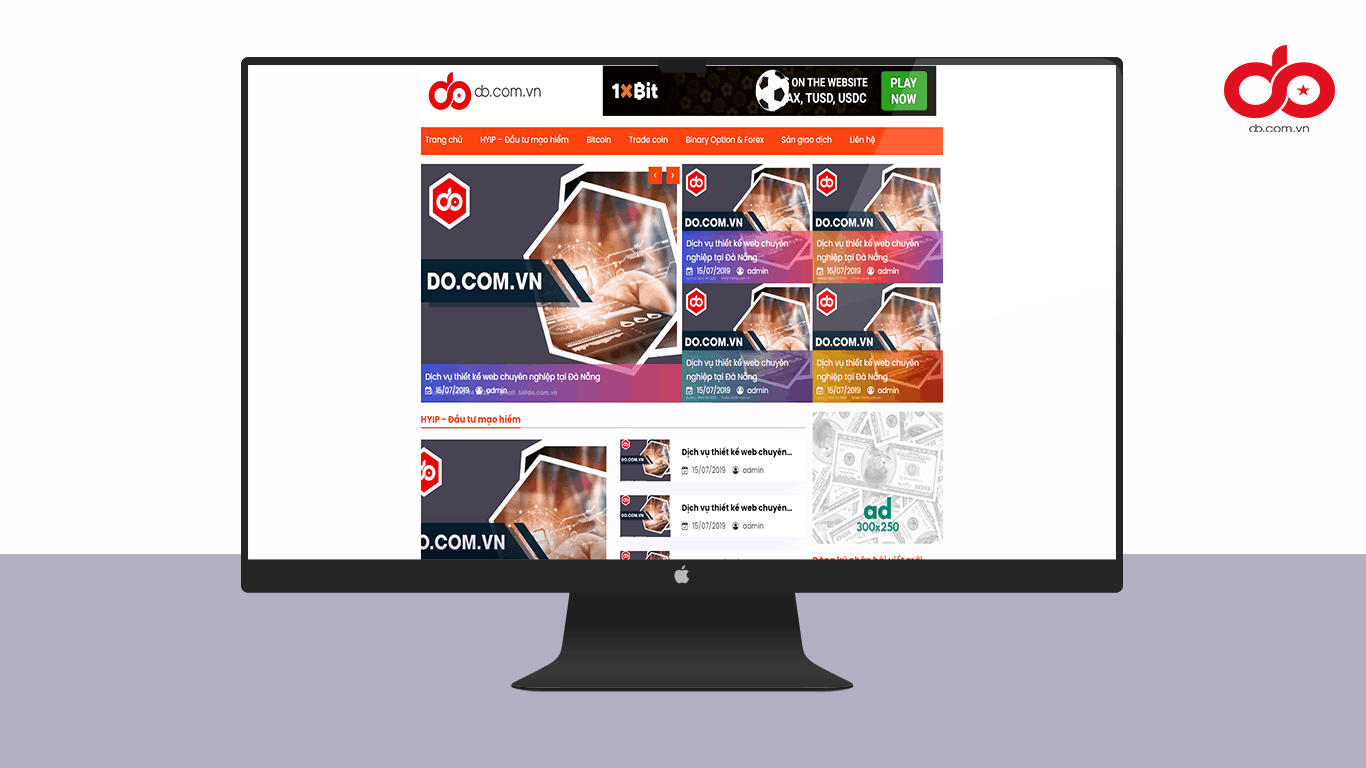 do.com.vn
1xBit
S ON THE WEBSITE
AX, TUSD, USDC
PLAY
NOW
do.com.vn
Trang chủ HYIP – Đầu tư mạo hiểm Bitcoin Trade coin Binary Option & Forex Sàn giao dịch Liên hệ
DO.COM.VN
Dịch vụ thiết kế web chuyên nghiệp tại Đà Nẵng
15/07/2019 admin
DO.COM.VN
Dịch vụ thiết kế web chuyên
nghiệp tại Đà Nẵng
15/07/2019 admin
DO.COM.VN
Dịch vụ thiết kế web chuyên
nghiệp tại Đà Nẵng
15/07/2019 admin
DO.COM.VN
Dịch vụ thiết kế web chuyên
nghiệp tại Đà Nẵng
15/07/2019 admin
DO.COM.VN
Dịch vụ thiết kế web chuyên
nghiệp tại Đà Nẵng
15/07/2019 admin
HYIP – Đầu tư mạo hiểm
O.COM.VN
DO.COM.VN
Dịch vụ thiết kế web chuyên...
15/07/2019 admin
DO.COM.VN
Dịch vụ thiết kế web chuyên...
15/07/2019 admin
ad
300x250